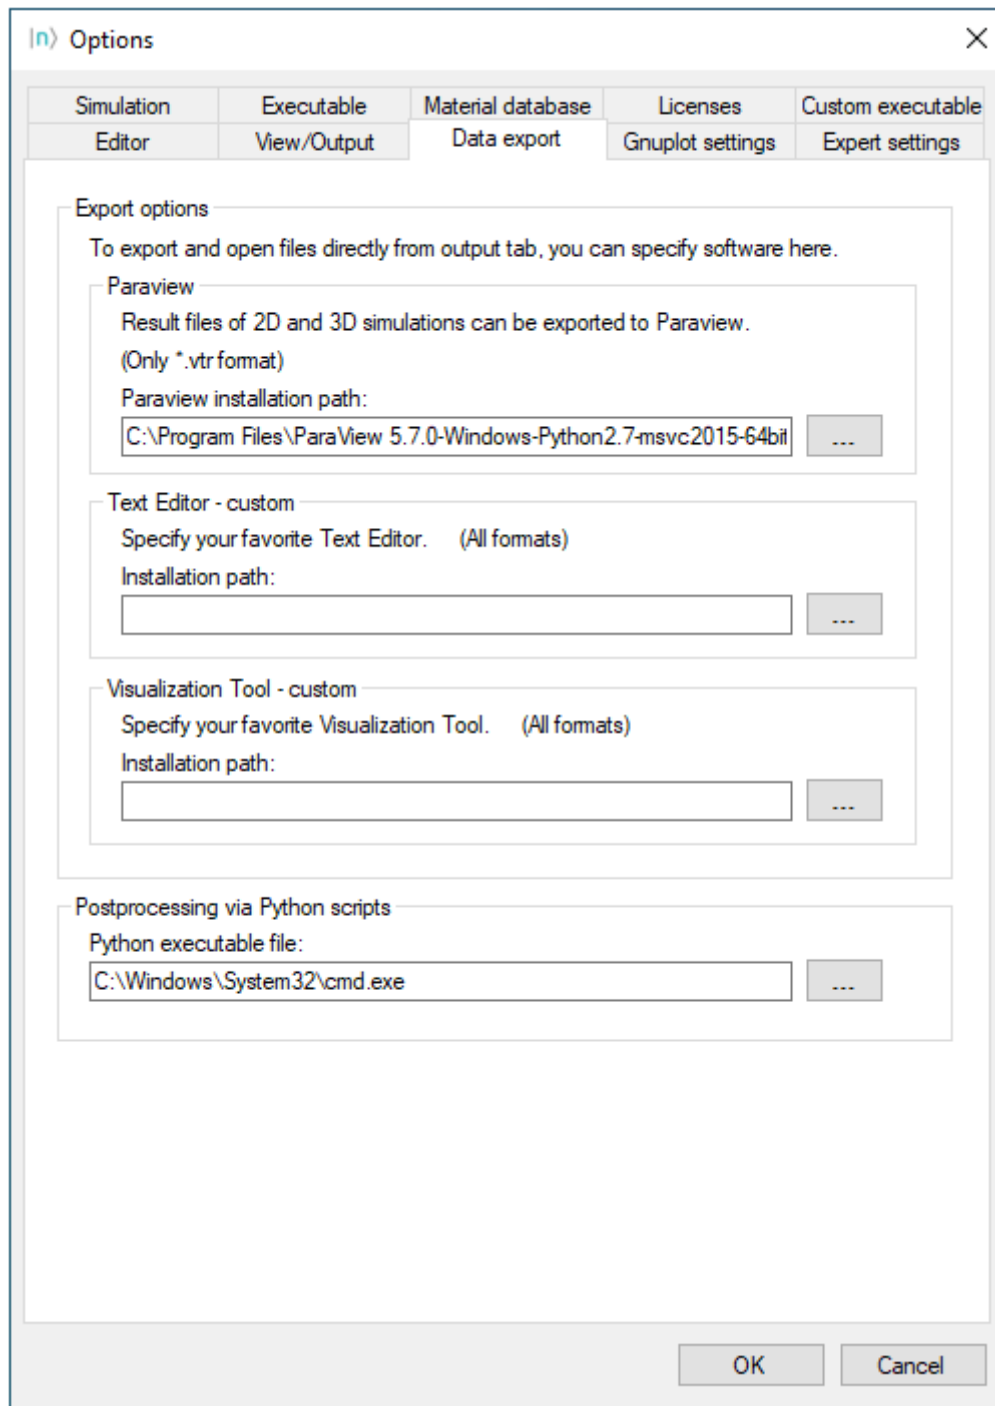 |n⟩ Options
Simulation Executable Material database Licenses Custom executable
Editor View/Output Data export Gnuplot settings Expert settings
Export options
To export and open files directly from output tab, you can specify software here.
Paraview
Result files of 2D and 3D simulations can be exported to Paraview.
(Only *.vtr format)
Paraview installation path:
C:\Program Files\ParaView 5.7.0-Windows-Python2.7-msvc2015-64bit ...
Text Editor - custom
Specify your favorite Text Editor. (All formats)
Installation path:
...
Visualization Tool - custom
Specify your favorite Visualization Tool. (All formats)
Installation path:
...
Postprocessing via Python scripts
Python executable file:
C:\Windows\System32\cmd.exe ...
OK Cancel